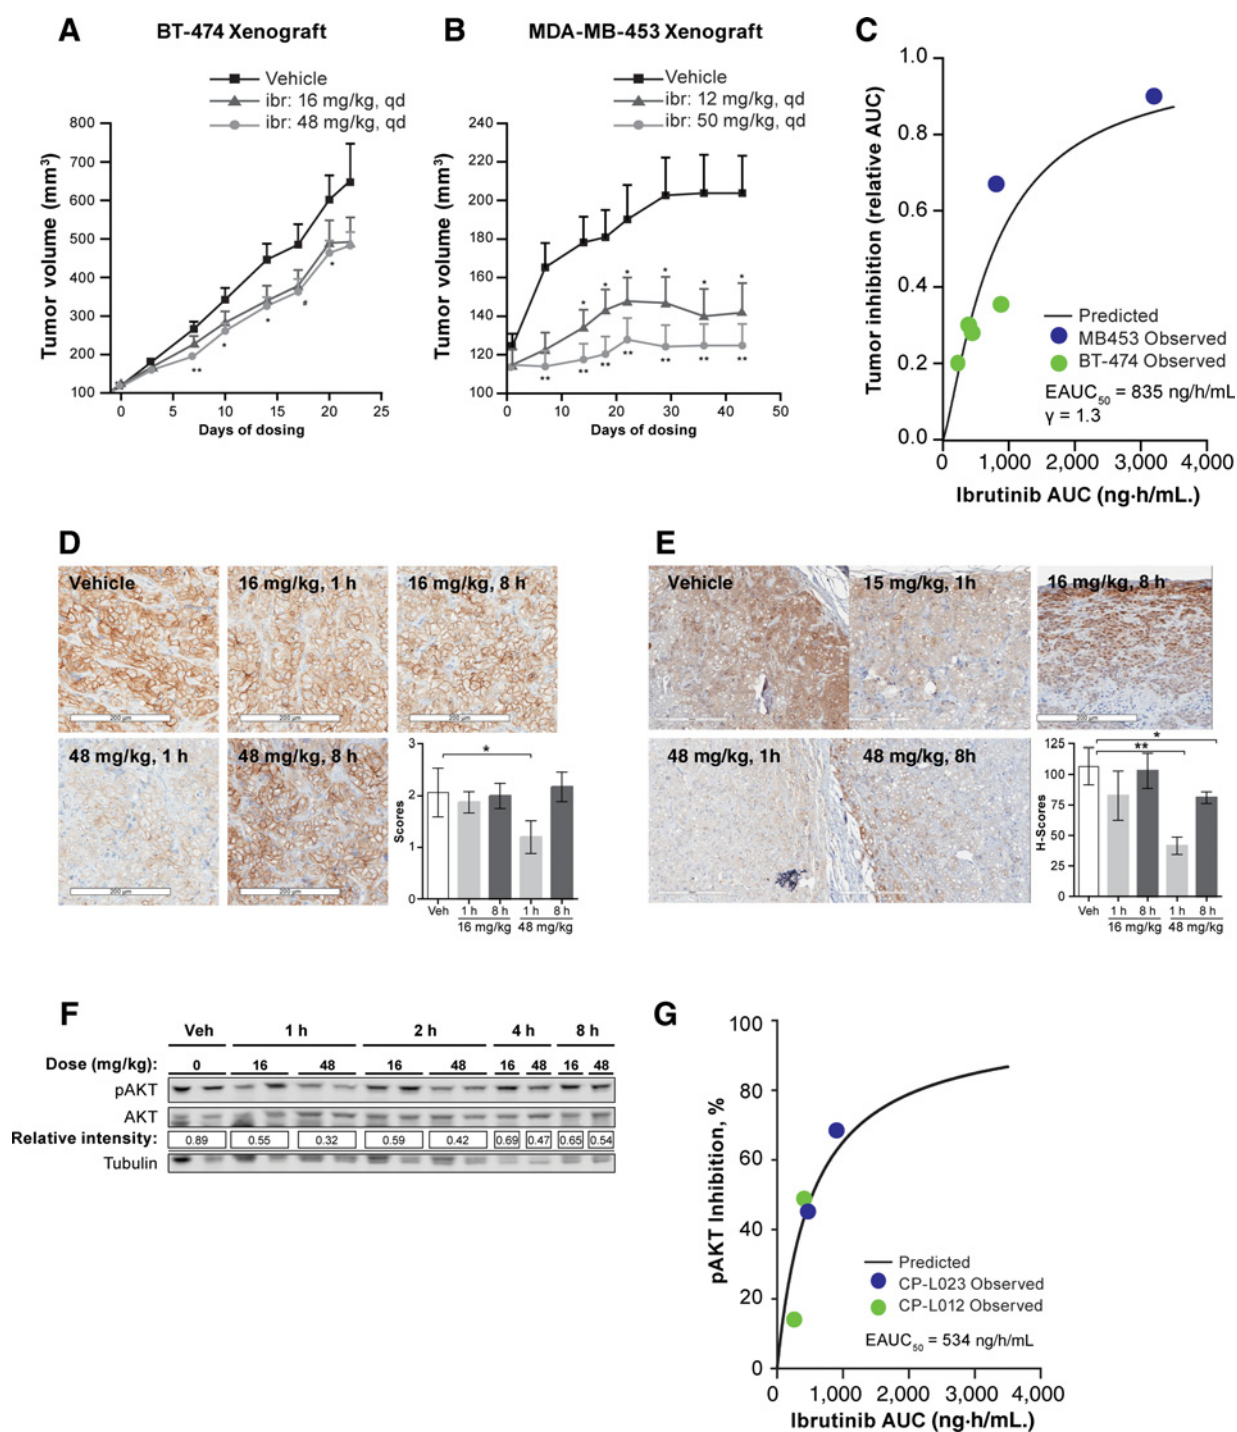 A
BT-474 Xenograft
Vehicle
ibr: 16 mg/kg, qd
ibr: 48 mg/kg, qd
Tumor volume (mm³)
800
700
600
500
400
300
200
100
0
5
10
15
20
25
Days of dosing
**
*
*
#
*
B
MDA-MB-453 Xenograft
Vehicle
ibr: 12 mg/kg, qd
ibr: 50 mg/kg, qd
Tumor volume (mm³)
240
220
200
180
160
140
120
100
0
10
20
30
40
50
Days of dosing
* * * * * *
** ** ** ** ** ** **
C
Tumor inhibition (relative AUC)
1.0
0.8
0.6
0.4
0.2
0.0
Predicted
MB453 Observed
BT-474 Observed
EAUC₅₀ = 835 ng/h/mL
γ = 1.3
0
1,000
2,000
3,000
4,000
Ibrutinib AUC (ng·h/mL.)
D
Vehicle
16 mg/kg, 1 h
16 mg/kg, 8 h
200 µm
200 µm
200 µm
48 mg/kg, 1 h
48 mg/kg, 8 h
200 µm
200 µm
Scores
3
2
1
0
*
Veh
1 h
8 h
1 h
8 h
16 mg/kg
48 mg/kg
E
Vehicle
15 mg/kg, 1h
16 mg/kg, 8h
200 µm
48 mg/kg, 1h
48 mg/kg, 8h
H-Scores
125
100
75
50
25
0
*
**
Veh
1 h
8 h
1 h
8 h
16 mg/kg
48 mg/kg
F
Veh 1 h 2 h 4 h 8 h
Dose (mg/kg): 0 16 48 16 48 16 48 16 48
pAKT
AKT
Relative intensity: 0.89 0.55 0.32 0.59 0.42 0.69 0.47 0.65 0.54
Tubulin
G
pAKT Inhibition, %
100
80
60
40
20
0
Predicted
CP-L023 Observed
CP-L012 Observed
EAUC₅₀ = 534 ng/h/mL
0
1,000
2,000
3,000
4,000
Ibrutinib AUC (ng·h/mL.)